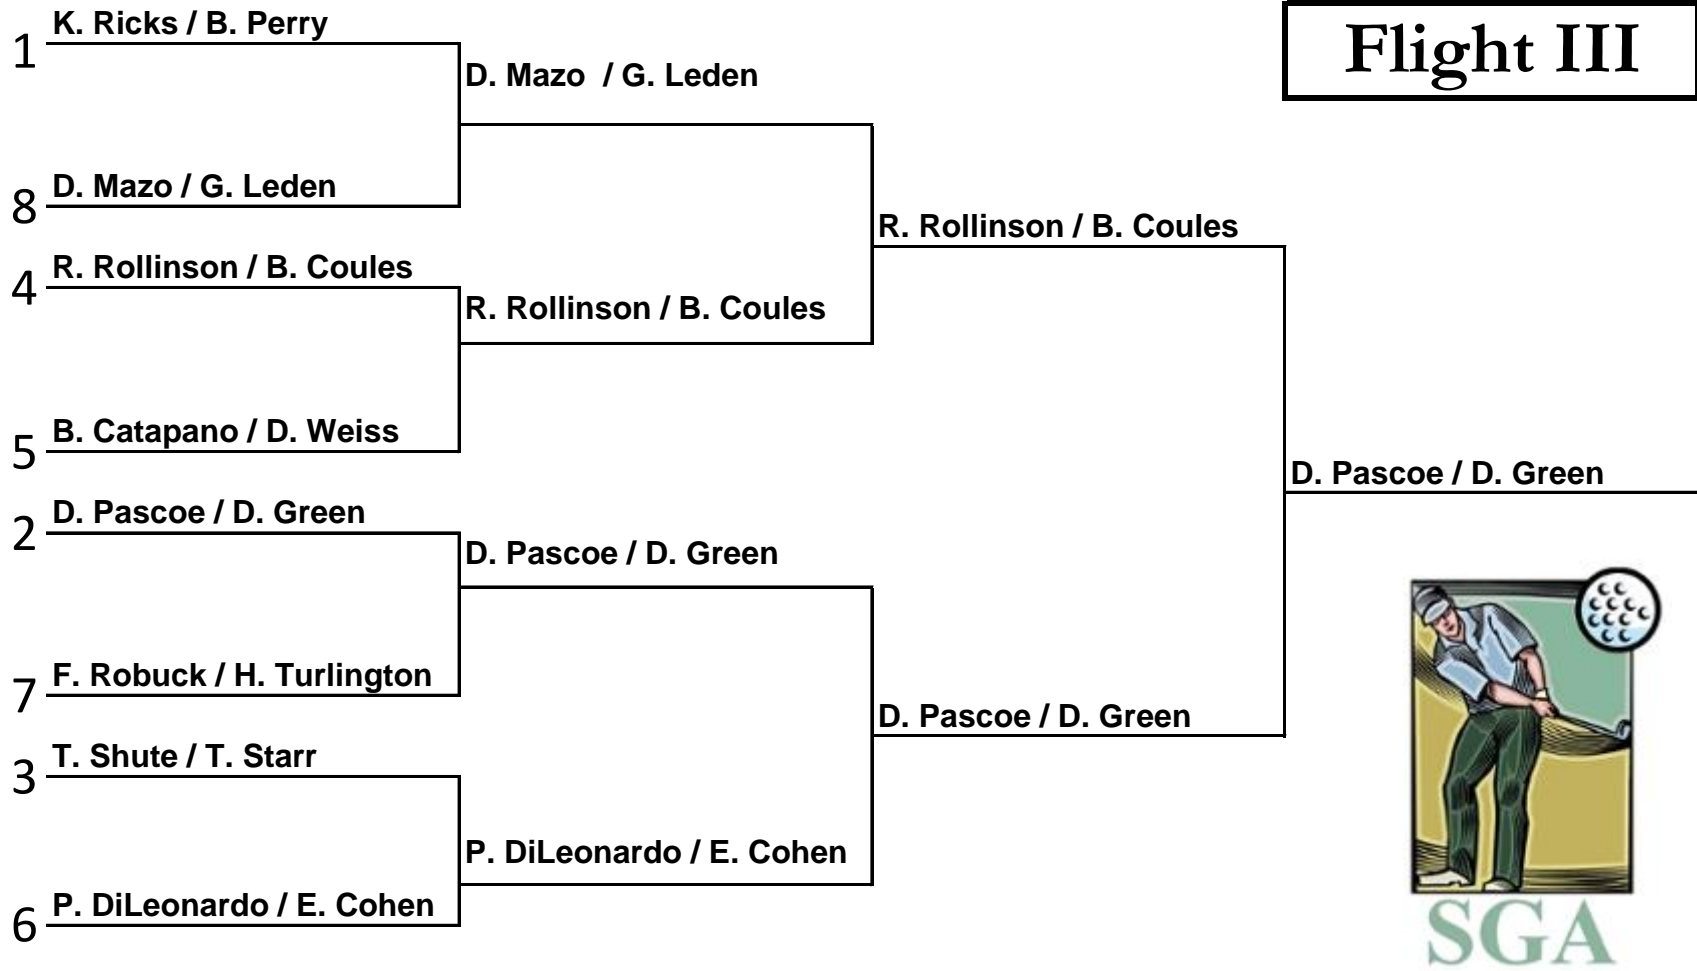 K. Ricks / B. Perry
1
Flight III
D. Mazo / G. Leden
D. Mazo / G. Leden
8
R. Rollinson / B. Coules
R. Rollinson / B. Coules
4
R. Rollinson / B. Coules
B. Catapano / D. Weiss
5
D. Pascoe / D. Green
D. Pascoe / D. Green
2
D. Pascoe / D. Green
F. Robuck / H. Turlington
7
D. Pascoe / D. Green
T. Shute / T. Starr
3
P. DiLeonardo / E. Cohen
P. DiLeonardo / E. Cohen
6
SGA